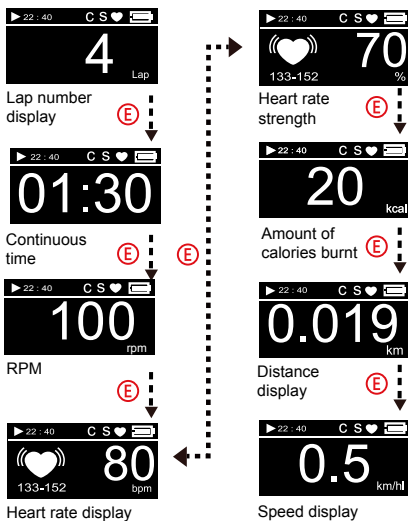 22 : 40 C S
4
Lap
Lap number
display
E
22 : 40 C S
01:30
Continuous
time
E
E
22 : 40 C S
100
rpm
RPM
E
22 : 40 C S
80
133-152
bpm
Heart rate display
22 : 40 C S
70
133-152
%
Heart rate
strength
E
22 : 40 C S
20
kcal
Amount of
calories burnt
E
22 : 40 C S
0.019
km
Distance
display
E
22 : 40 C S
0.5
km/hl
Speed display